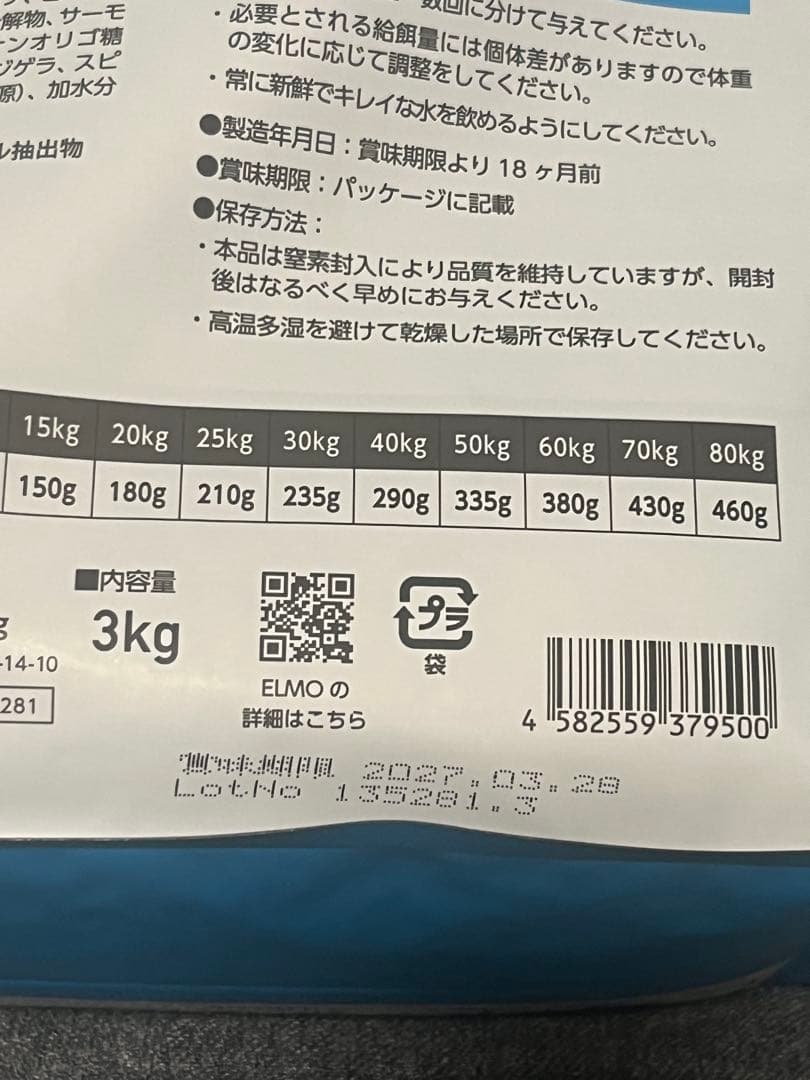 数回に分けて与えてください。
・必要とされる給餌量には個体差がありますので体重
の変化に応じて調整をしてください。
・常に新鮮でキレイな水を飲めるようにしてください。
●製造年月日：賞味期限より18ヶ月前
●賞味期限：パッケージに記載
●保存方法：
・本品は窒素封入により品質を維持していますが、開封
後はなるべく早めにお与えください。
・高温多湿を避けて乾燥した場所で保存してください。
解物、サーモ
ンオリゴ糖
ジゲラ、スピ
原)、加水分
ル抽出物
15kg 20kg 25kg 30kg 40kg 50kg 60kg 70kg 80kg
150g 180g 210g 235g 290g 335g 380g 430g 460g
■内容量
3kg
g
-14-10
281
プラ
袋
ELMOの
詳細はこちら
4 582559 379500
賞味期限 2027.03.28
LotNo 135281.3